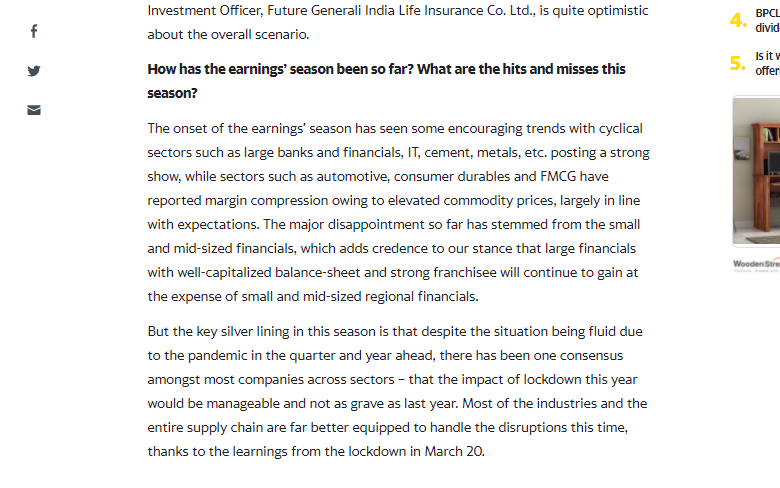 Investment Officer, Future Generali India Life Insurance Co. Ltd., is quite optimistic
about the overall scenario.
How has the earnings' season been so far? What are the hits and misses this
season?
The onset of the earnings' season has seen some encouraging trends with cyclical
sectors such as large banks and financials, IT, cement, metals, etc. posting a strong
show, while sectors such as automotive, consumer durables and FMCG have
reported margin compression owing to elevated commodity prices, largely in line
with expectations. The major disappointment so far has stemmed from the small
and mid-sized financials, which adds credence to our stance that large financials
with well-capitalized balance-sheet and strong franchisee will continue to gain at
the expense of small and mid-sized regional financials.
But the key silver lining in this season is that despite the situation being fluid due
to the pandemic in the quarter and year ahead, there has been one consensus
amongst most companies across sectors – that the impact of lockdown this year
would be manageable and not as grave as last year. Most of the industries and the
entire supply chain are far better equipped to handle the disruptions this time,
thanks to the learnings from the lockdown in March 20.
4. BPCL
divid
5. Is it w
offer
WoodenStre